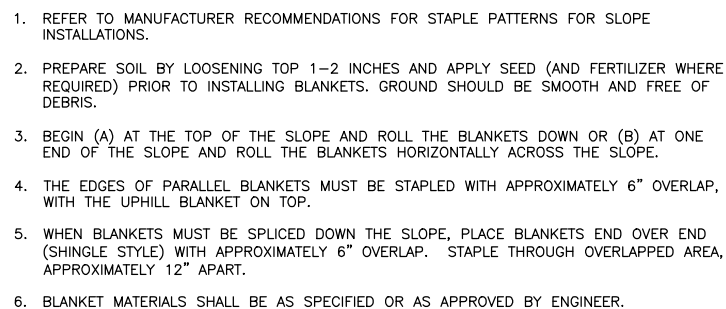 1. REFER TO MANUFACTURER RECOMMENDATIONS FOR STAPLE PATTERNS FOR SLOPE
INSTALLATIONS.
2. PREPARE SOIL BY LOOSENING TOP 1–2 INCHES AND APPLY SEED (AND FERTILIZER WHERE
REQUIRED) PRIOR TO INSTALLING BLANKETS. GROUND SHOULD BE SMOOTH AND FREE OF
DEBRIS.
3. BEGIN (A) AT THE TOP OF THE SLOPE AND ROLL THE BLANKETS DOWN OR (B) AT ONE
END OF THE SLOPE AND ROLL THE BLANKETS HORIZONTALLY ACROSS THE SLOPE.
4. THE EDGES OF PARALLEL BLANKETS MUST BE STAPLED WITH APPROXIMATELY 6” OVERLAP,
WITH THE UPHILL BLANKET ON TOP.
5. WHEN BLANKETS MUST BE SPLICED DOWN THE SLOPE, PLACE BLANKETS END OVER END
(SHINGLE STYLE) WITH APPROXIMATELY 6” OVERLAP. STAPLE THROUGH OVERLAPPED AREA,
APPROXIMATELY 12” APART.
6. BLANKET MATERIALS SHALL BE AS SPECIFIED OR AS APPROVED BY ENGINEER.